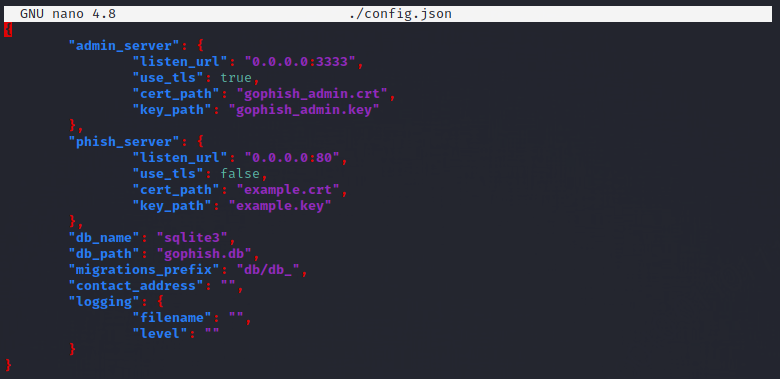 GNU nano 4.8 ./config.json
{
"admin_server": {
"listen_url": "0.0.0.0:3333",
"use_tls": true,
"cert_path": "gophish_admin.crt",
"key_path": "gophish_admin.key"
},
"phish_server": {
"listen_url": "0.0.0.0:80",
"use_tls": false,
"cert_path": "example.crt",
"key_path": "example.key"
},
"db_name": "sqlite3",
"db_path": "gophish.db",
"migrations_prefix": "db/db_",
"contact_address": "",
"logging": {
"filename": "",
"level": ""
}
}